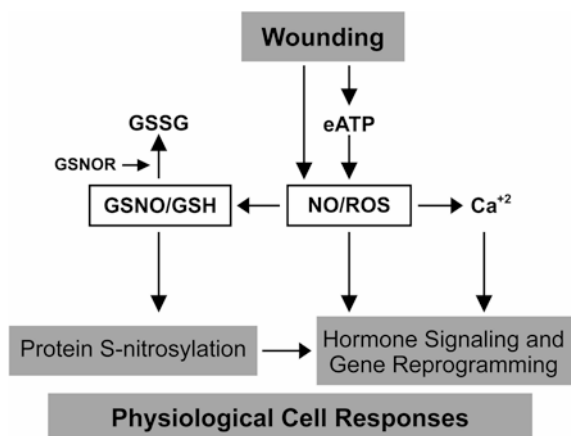 Wounding
GSSG
eATP
GSNOR
GSNO/GSH
NO/ROS
Ca+2
Protein S-nitrosylation
Hormone Signaling and
Gene Reprogramming
Physiological Cell Responses